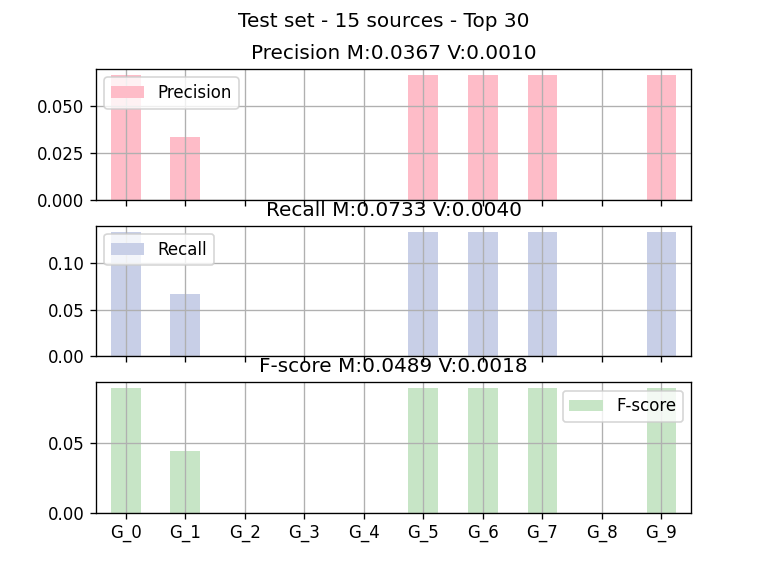 Test set - 15 sources - Top 30
Precision M:0.0367 V:0.0010
Precision
0.050
0.025
0.000
Recall M:0.0733 V:0.0040
Recall
0.10
0.05
0.00
F-score M:0.0489 V:0.0018
F-score
0.05
0.00
G_0 G_1 G_2 G_3 G_4 G_5 G_6 G_7 G_8 G_9